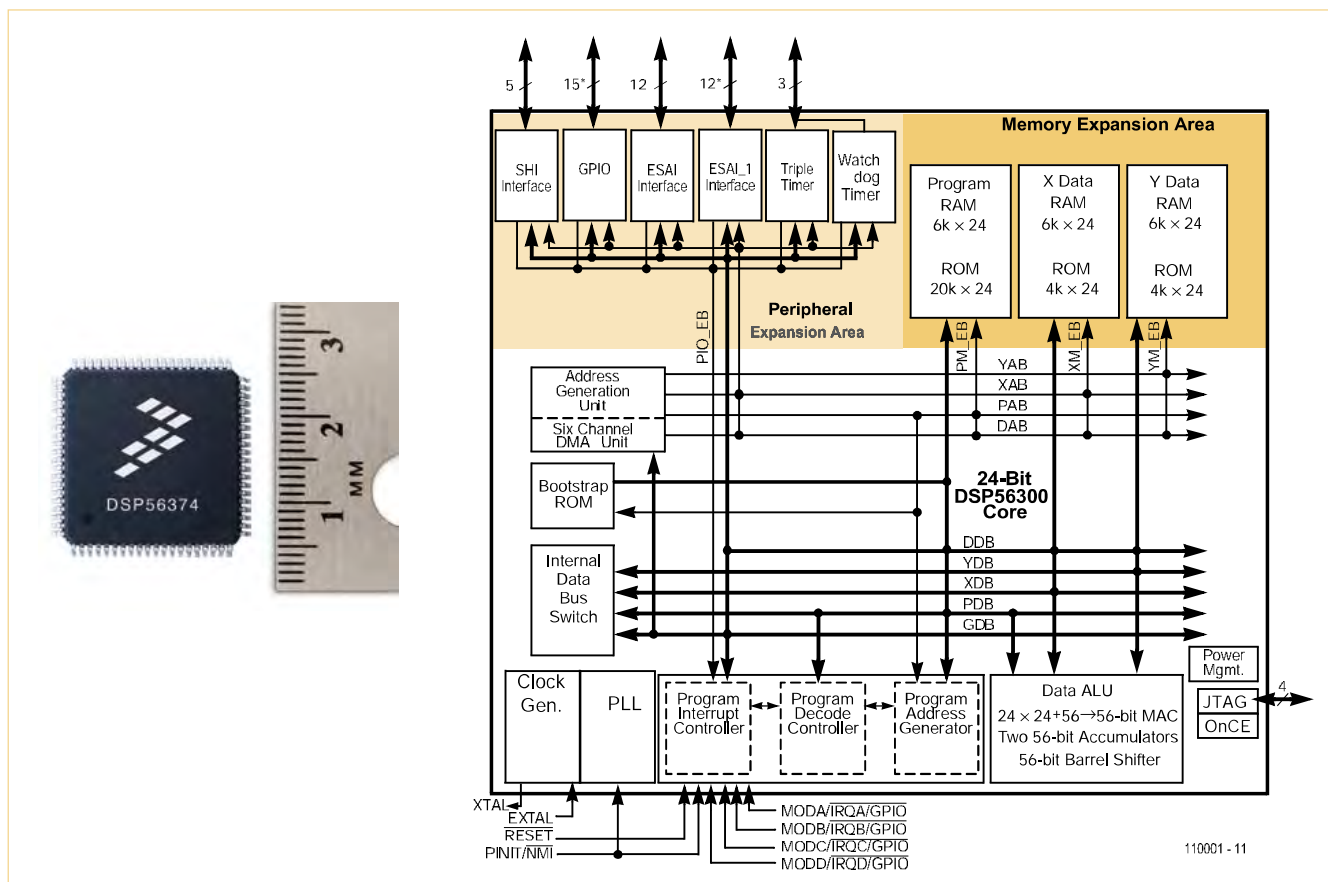 DSP56374
3
2
1
MM
5
15*
12
12*
3
Memory Expansion Area
SHI
Interface
GPIO
ESAI
Interface
ESAI_1
Interface
Triple
Timer
Watch
dog
Timer
Program
RAM
6k × 24
ROM
20k × 24
X Data
RAM
6k × 24
ROM
4k × 24
Y Data
RAM
6k × 24
ROM
4k × 24
Peripheral
Expansion Area
PIO_EB
PM_EB
XM_EB
YM_EB
Address
Generation
Unit
Six Channel
DMA Unit
YAB
XAB
PAB
DAB
Bootstrap
ROM
24-Bit
DSP56300
Core
Internal
Data
Bus
Switch
DDB
YDB
XDB
PDB
GDB
Clock
Gen.
PLL
Program
Interrupt
Controller
Program
Decode
Controller
Program
Address
Generator
Data ALU
24 × 24+56→56-bit MAC
Two 56-bit Accumulators
56-bit Barrel Shifter
Power
Mgmt.
JTAG
OnCE
4
XTAL
EXTAL
RESET
PINIT/NMI
MODA/IRQA/GPIO
MODB/IRQB/GPIO
MODC/IRQC/GPIO
MODD/IRQD/GPIO
110001 - 11